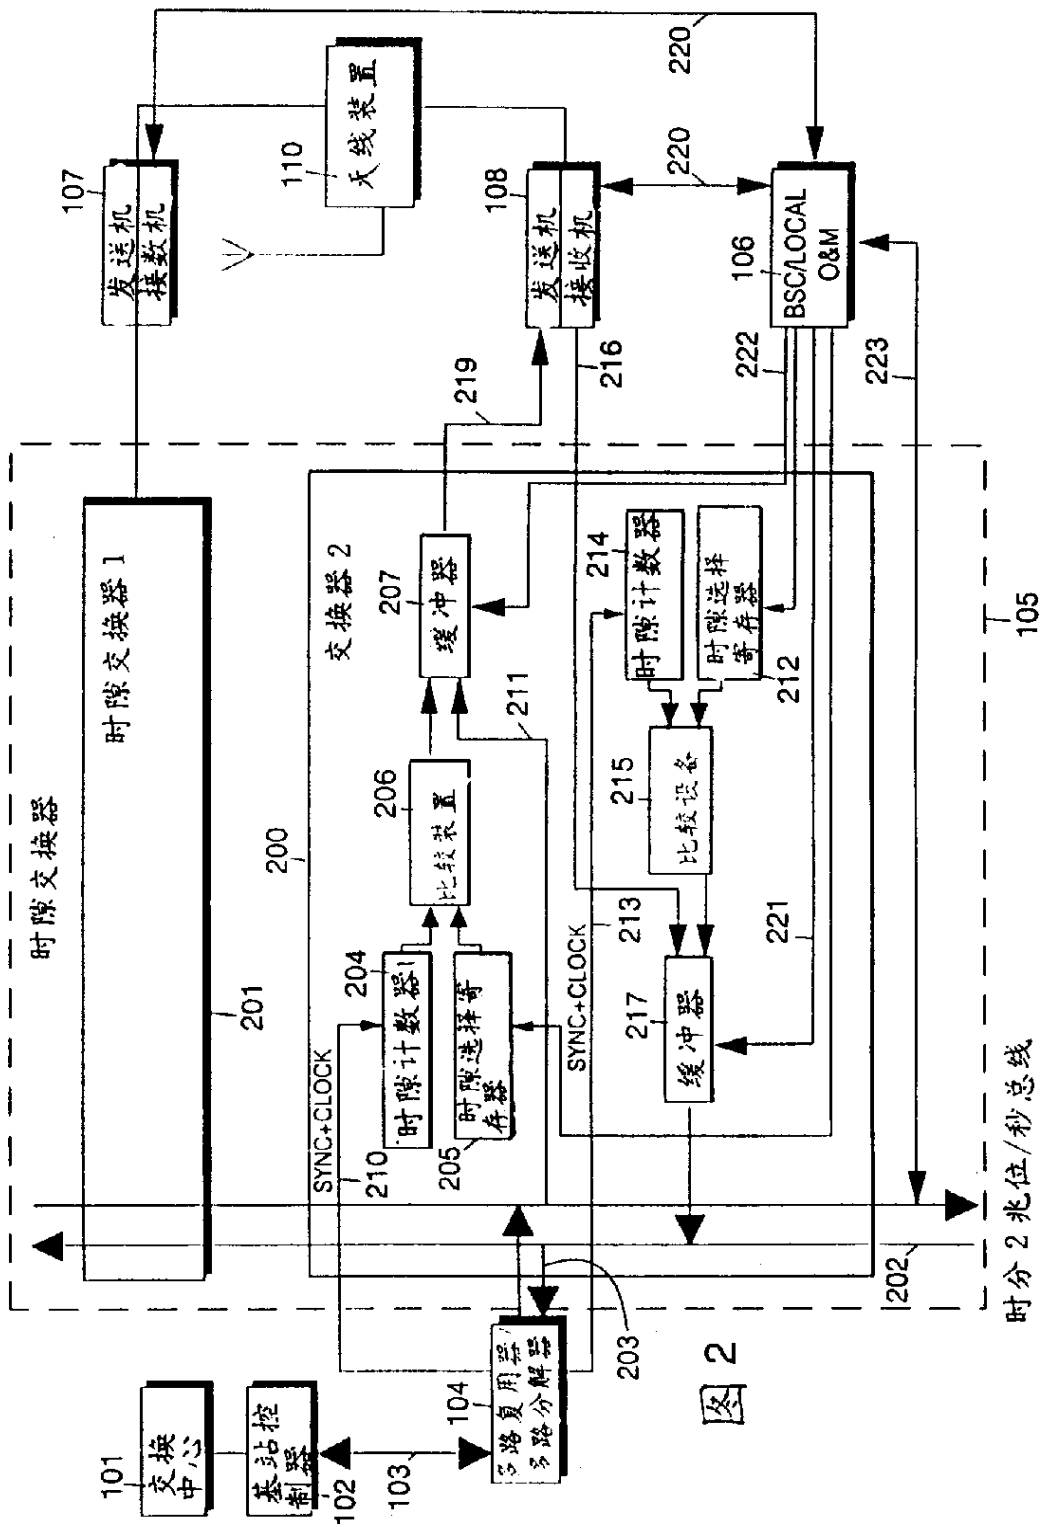 101
交换
中心
基站控
制器
102
103
104
多路复用器/
多路分解器
203
图 2
时隙交换器
时隙交换器 1
201
200
交换器 2
SYNC+CLOCK
210
204
时隙计数器1
时隙选择寄
存器
205
206
比较装置
207
缓冲器
211
SYNC+CLOCK
213
214
时隙计数器
时隙选择
寄存器
212
215
比较设备
217
缓冲器
221
202
时分 2 兆位/秒总线
105
107
发送机
接数机
110
天线装置
108
发送机
接收机
219
216
220
220
106
BSC/LOCAL
O&M
222
223